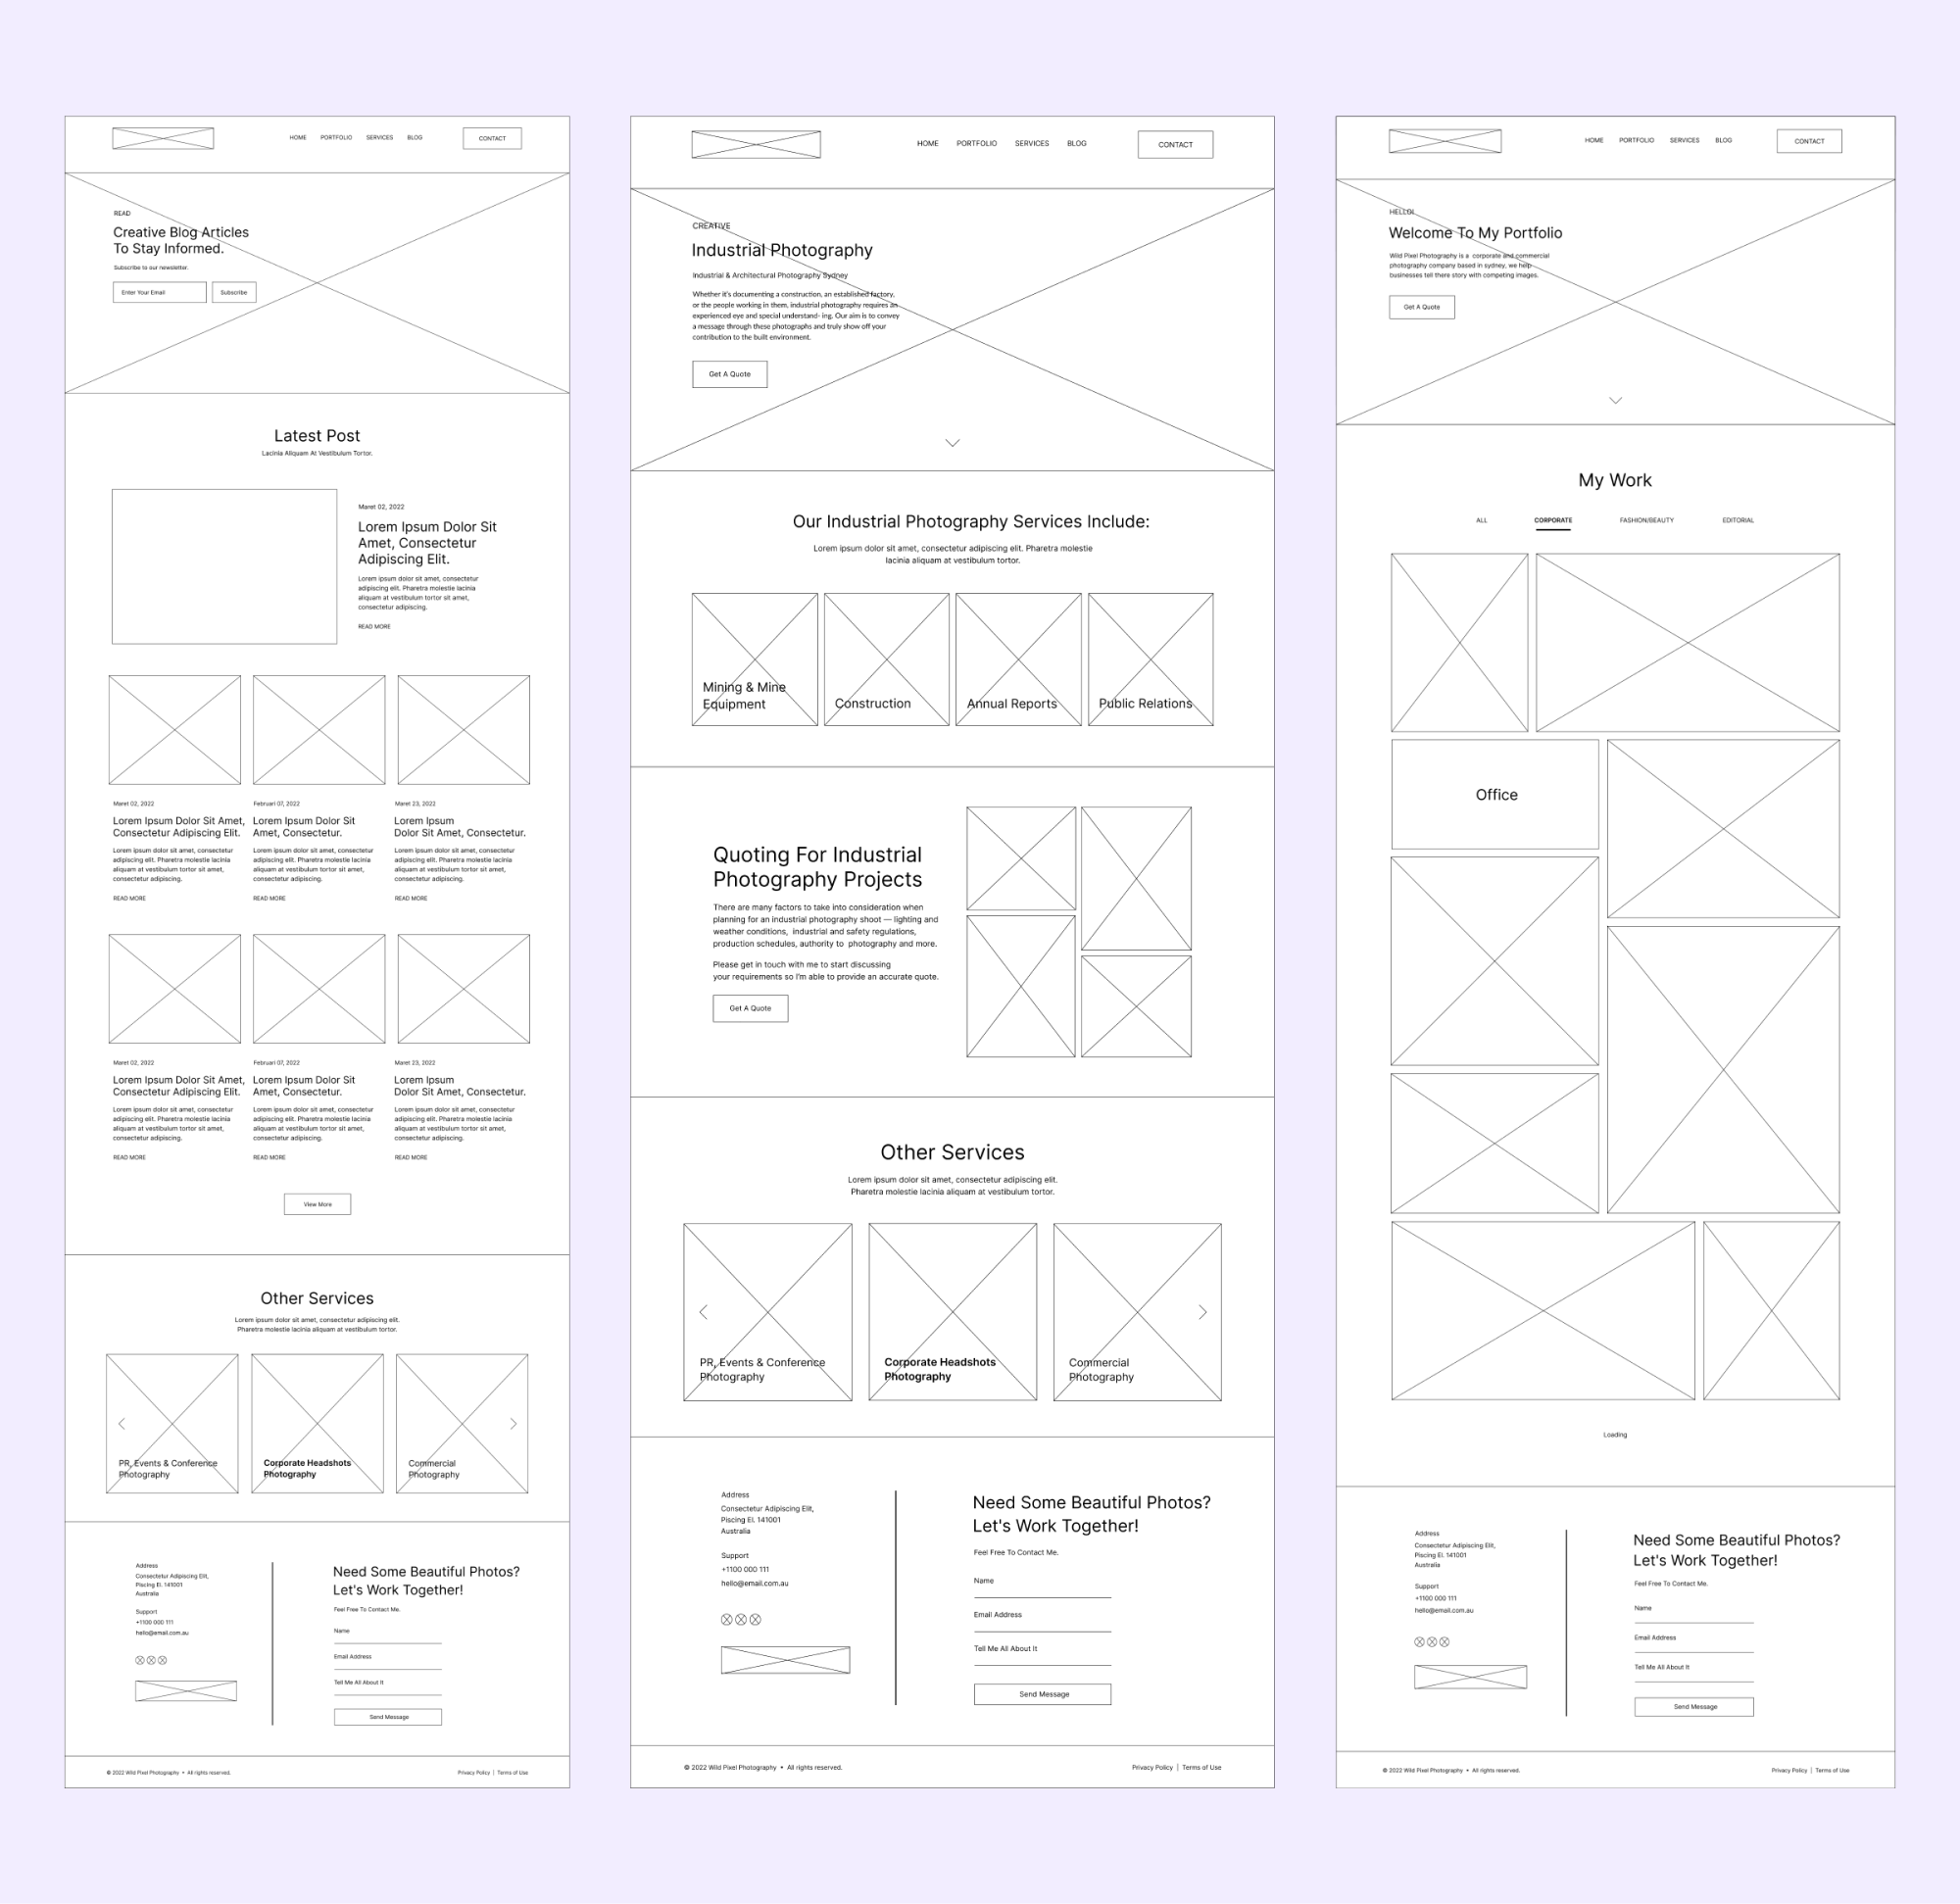 HOME PORTFOLIO SERVICES BLOG CONTACT
READ
Creative Blog Articles
To Stay Informed.
Subscribe to our newsletter.
Enter Your Email Subscribe
Latest Post
Lacinia Aliquam At Vestibulum Tortor.
Maret 02, 2022
Lorem Ipsum Dolor Sit
Amet, Consectetur
Adipiscing Elit.
Lorem ipsum dolor sit amet, consectetur
adipiscing elit. Pharetra molestie lacinia
aliquam at vestibulum tortor sit amet,
consectetur adipiscing.
READ MORE
Maret 02, 2022
Lorem Ipsum Dolor Sit Amet,
Consectetur Adipiscing Elit.
Lorem ipsum dolor sit amet, consectetur
adipiscing elit. Pharetra molestie lacinia
aliquam at vestibulum tortor sit amet,
consectetur adipiscing.
READ MORE
Februari 07, 2022
Lorem Ipsum Dolor Sit
Amet, Consectetur.
Lorem ipsum dolor sit amet, consectetur
adipiscing elit. Pharetra molestie lacinia
aliquam at vestibulum tortor sit amet,
consectetur adipiscing.
READ MORE
Maret 23, 2022
Lorem Ipsum
Dolor Sit Amet, Consectetur.
Lorem ipsum dolor sit amet, consectetur
adipiscing elit. Pharetra molestie lacinia
aliquam at vestibulum tortor sit amet,
consectetur adipiscing.
READ MORE
Maret 02, 2022
Lorem Ipsum Dolor Sit Amet,
Consectetur Adipiscing Elit.
Lorem ipsum dolor sit amet, consectetur
adipiscing elit. Pharetra molestie lacinia
aliquam at vestibulum tortor sit amet,
consectetur adipiscing.
READ MORE
Februari 07, 2022
Lorem Ipsum Dolor Sit
Amet, Consectetur.
Lorem ipsum dolor sit amet, consectetur
adipiscing elit. Pharetra molestie lacinia
aliquam at vestibulum tortor sit amet,
consectetur adipiscing.
READ MORE
Maret 23, 2022
Lorem Ipsum
Dolor Sit Amet, Consectetur.
Lorem ipsum dolor sit amet, consectetur
adipiscing elit. Pharetra molestie lacinia
aliquam at vestibulum tortor sit amet,
consectetur adipiscing.
READ MORE
View More
Other Services
Lorem ipsum dolor sit amet, consectetur adipiscing elit.
Pharetra molestie lacinia aliquam at vestibulum tortor.
PR, Events & Conference
Photography
Corporate Headshots
Photography
Commercial
Photography
Address
Consectetur Adipiscing Elit,
Piscing El. 141001
Australia
Support
+1100 000 111
hello@email.com.au
Need Some Beautiful Photos?
Let's Work Together!
Feel Free To Contact Me.
Name
Email Address
Tell Me All About It
Send Message
© 2022 Wild Pixel Photography • All rights reserved. Privacy Policy | Terms of Use
HOME PORTFOLIO SERVICES BLOG CONTACT
CREATIVE
Industrial Photography
Industrial & Architectural Photography Sydney
Whether it's documenting a construction, an established factory,
or the people working in them, industrial photography requires an
experienced eye and special understand- ing. Our aim is to convey
a message through these photographs and truly show off your
contribution to the built environment.
Get A Quote
Our Industrial Photography Services Include:
Lorem ipsum dolor sit amet, consectetur adipiscing elit. Pharetra molestie
lacinia aliquam at vestibulum tortor.
Mining & Mine
Equipment
Construction
Annual Reports
Public Relations
Quoting For Industrial
Photography Projects
There are many factors to take into consideration when
planning for an industrial photography shoot — lighting and
weather conditions, industrial and safety regulations,
production schedules, authority to photography and more.
Please get in touch with me to start discussing
your requirements so I'm able to provide an accurate quote.
Get A Quote
Other Services
Lorem ipsum dolor sit amet, consectetur adipiscing elit.
Pharetra molestie lacinia aliquam at vestibulum tortor.
PR, Events & Conference
Photography
Corporate Headshots
Photography
Commercial
Photography
Address
Consectetur Adipiscing Elit,
Piscing El. 141001
Australia
Support
+1100 000 111
hello@email.com.au
Need Some Beautiful Photos?
Let's Work Together!
Feel Free To Contact Me.
Name
Email Address
Tell Me All About It
Send Message
© 2022 Wild Pixel Photography • All rights reserved. Privacy Policy | Terms of Use
HOME PORTFOLIO SERVICES BLOG CONTACT
HELLO!
Welcome To My Portfolio
Wild Pixel Photography is a corporate and commercial
photography company based in sydney, we help
businesses tell there story with competing images.
Get A Quote
My Work
ALL CORPORATE FASHION/BEAUTY EDITORIAL
Office
Loading
Address
Consectetur Adipiscing Elit,
Piscing El. 141001
Australia
Support
+1100 000 111
hello@email.com.au
Need Some Beautiful Photos?
Let's Work Together!
Feel Free To Contact Me.
Name
Email Address
Tell Me All About It
Send Message
© 2022 Wild Pixel Photography • All rights reserved. Privacy Policy | Terms of Use